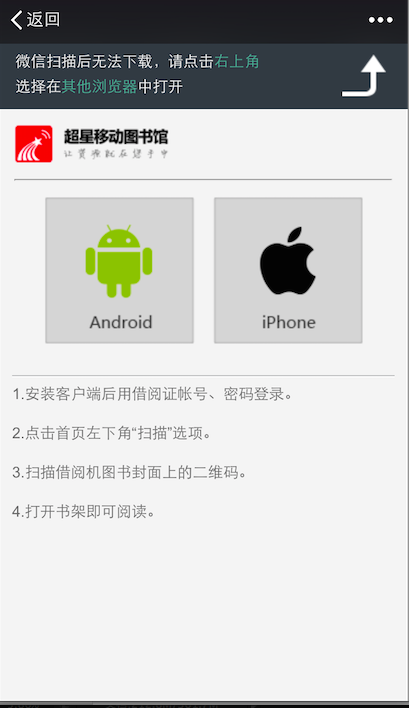 返回
微信扫描后无法下载，请点击右上角
选择在其他浏览器中打开
超星移动图书馆
让资源就在您手中
Android
iPhone
1.安装客户端后用借阅证帐号、密码登录。
2.点击首页左下角“扫描”选项。
3.扫描借阅机图书封面上的二维码。
4.打开书架即可阅读。